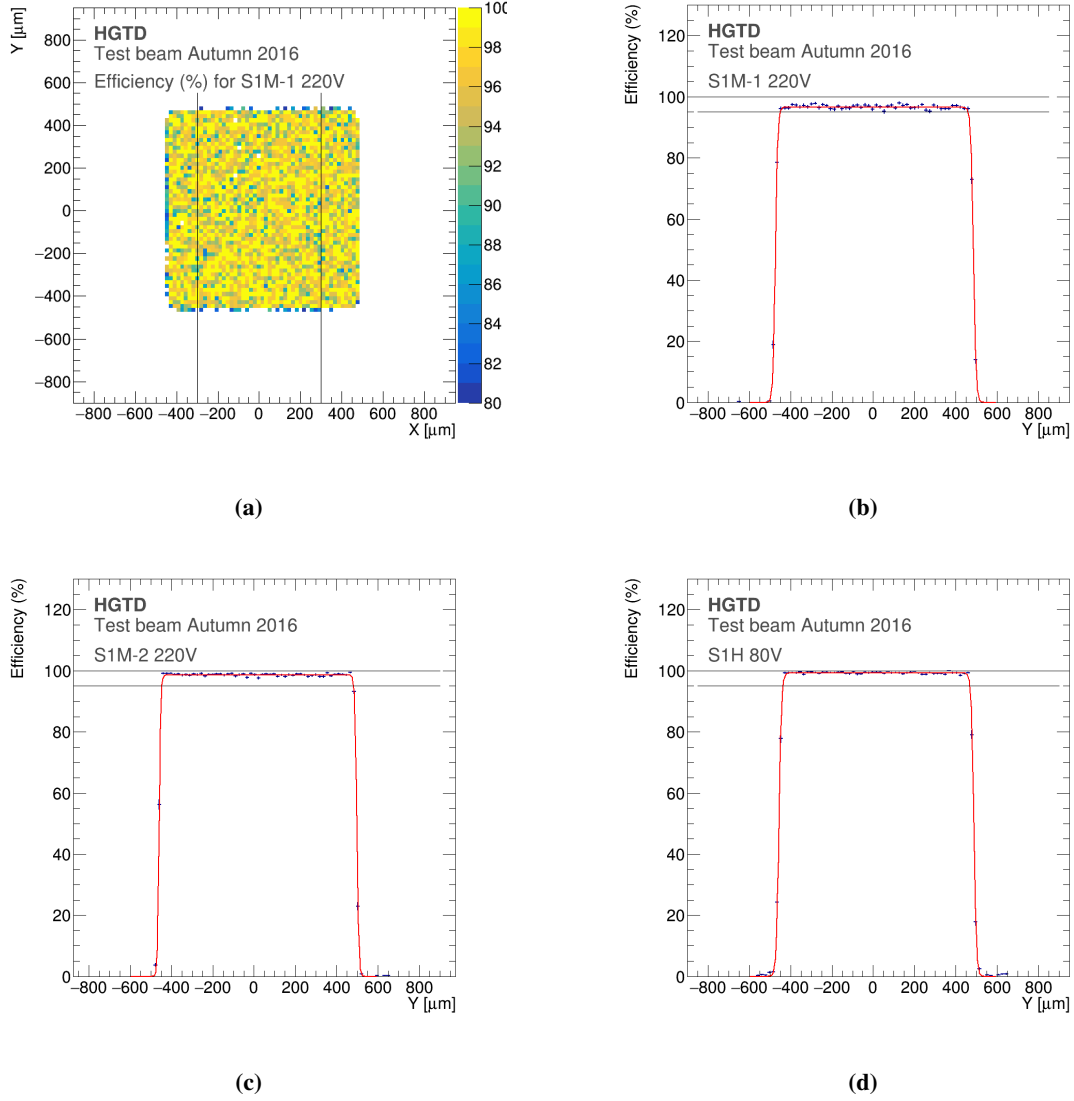 Y [μm]
HGTD
Test beam Autumn 2016
Efficiency (%) for S1M-1 220V
800
600
400
200
0
−200
−400
−600
−800
−800 −600 −400 −200 0 200 400 600 800
X [μm]
100
98
96
94
92
90
88
86
84
82
80
(a)
Efficiency (%)
HGTD
Test beam Autumn 2016
S1M-1 220V
120
100
80
60
40
20
0
−800 −600 −400 −200 0 200 400 600 800
Y [μm]
(b)
Efficiency (%)
HGTD
Test beam Autumn 2016
S1M-2 220V
120
100
80
60
40
20
0
−800 −600 −400 −200 0 200 400 600 800
Y [μm]
(c)
Efficiency (%)
HGTD
Test beam Autumn 2016
S1H 80V
120
100
80
60
40
20
0
−800 −600 −400 −200 0 200 400 600 800
Y [μm]
(d)